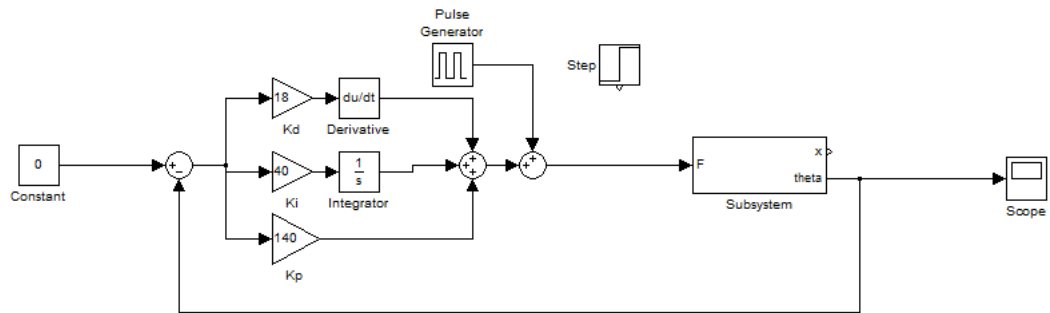 Pulse
Generator
Step
18
du/dt
Kd
Derivative
0
Constant
+
−
40
1
s
Ki
Integrator
+
+
+
+
+
F
x
theta
Subsystem
Scope
140
Kp